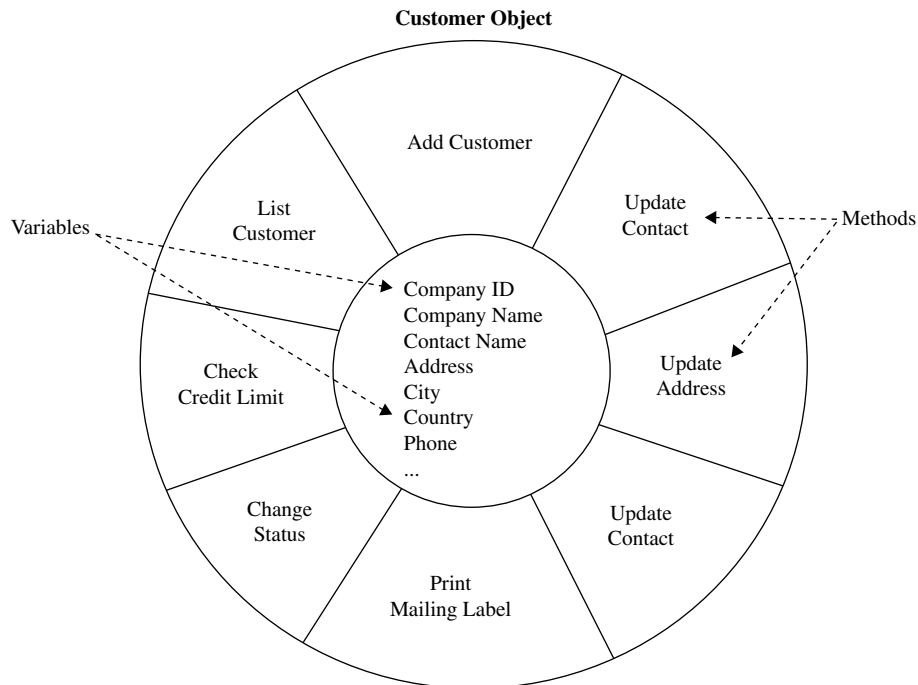 Customer Object
Add Customer
Update
Contact
Methods
Update
Address
Update
Contact
Print
Mailing Label
Change
Status
Check
Credit Limit
List
Customer
Variables
Company ID
Company Name
Contact Name
Address
City
Country
Phone
...